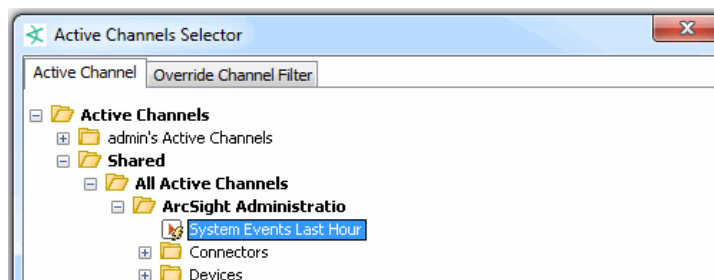 Active Channels Selector
Active Channel Override Channel Filter
Active Channels
admin's Active Channels
Shared
All Active Channels
ArcSight Administratio
System Events Last Hour
Connectors
Devices